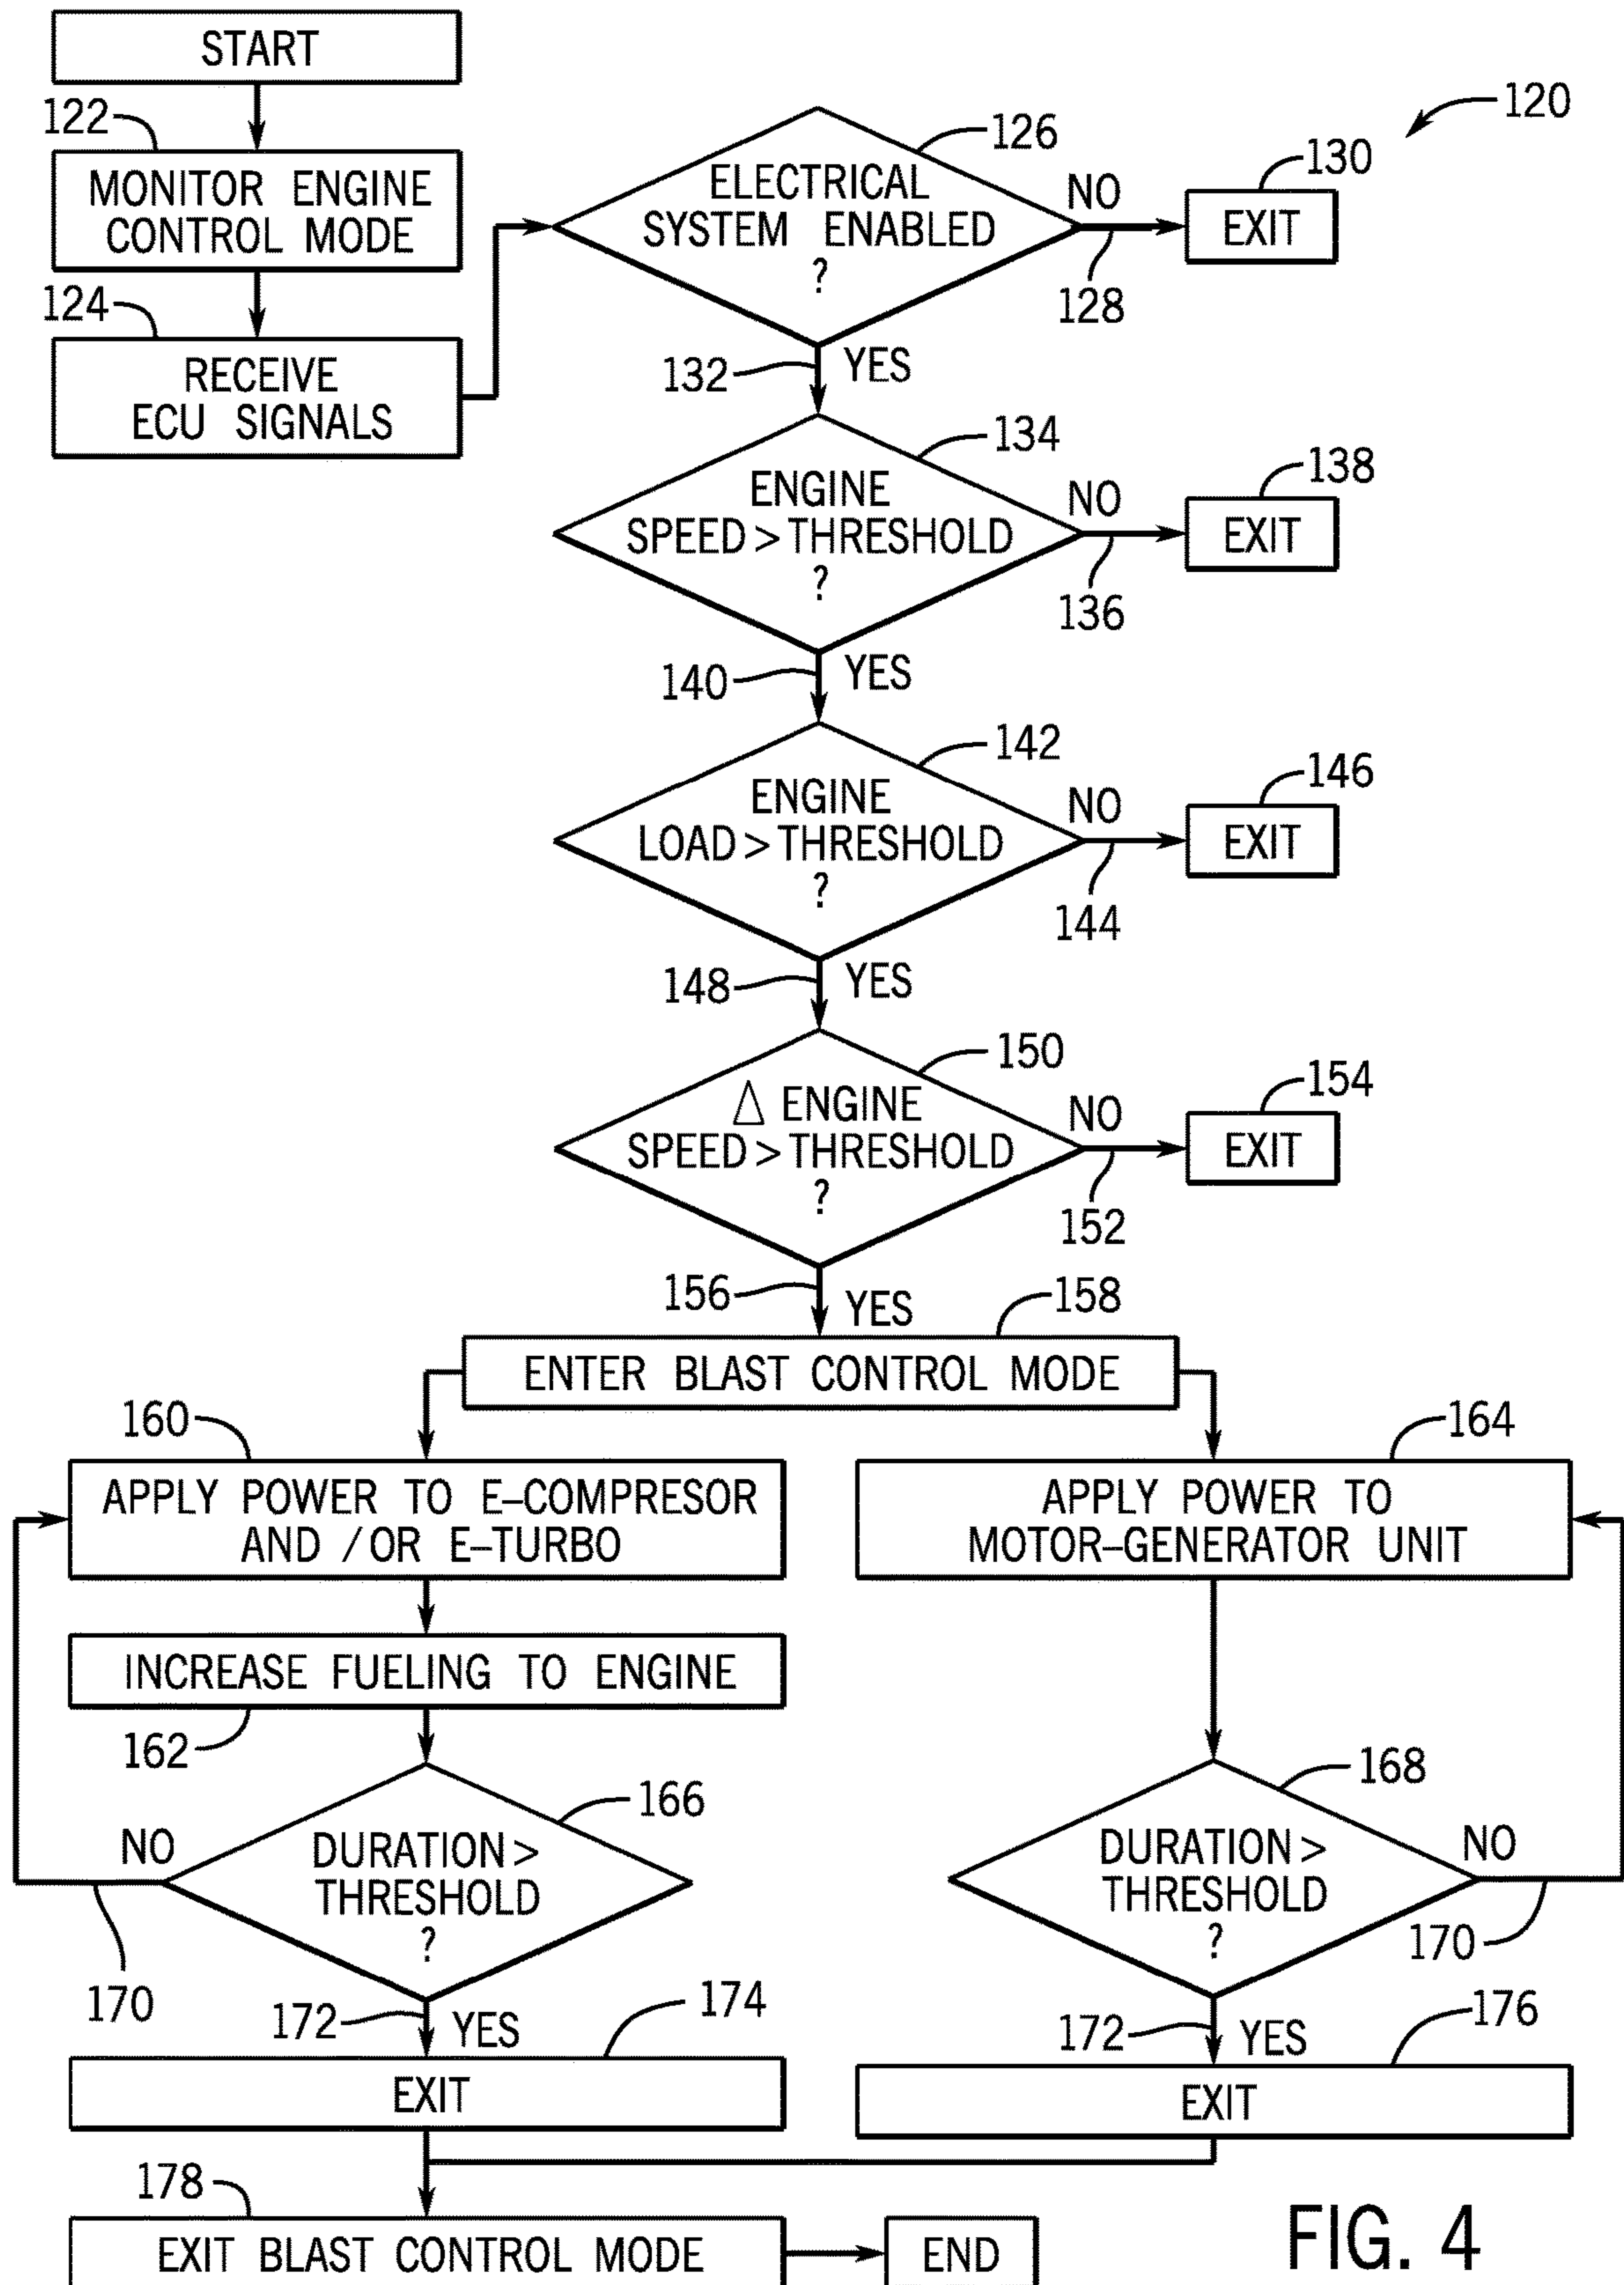 START
120
122
MONITOR ENGINE
CONTROL MODE
124
RECEIVE
ECU SIGNALS
126
ELECTRICAL
SYSTEM ENABLED
?
NO
128
130
EXIT
132
YES
134
ENGINE
SPEED > THRESHOLD
?
NO
136
138
EXIT
140
YES
142
ENGINE
LOAD > THRESHOLD
?
NO
144
146
EXIT
148
YES
150
Δ ENGINE
SPEED > THRESHOLD
?
NO
152
154
EXIT
156
YES
158
ENTER BLAST CONTROL MODE
160
APPLY POWER TO E–COMPRESOR
AND /OR E–TURBO
INCREASE FUELING TO ENGINE
162
166
DURATION >
THRESHOLD
?
NO
170
172
YES
174
EXIT
164
APPLY POWER TO
MOTOR–GENERATOR UNIT
168
DURATION >
THRESHOLD
?
NO
170
172
YES
176
EXIT
178
EXIT BLAST CONTROL MODE
END
FIG. 4